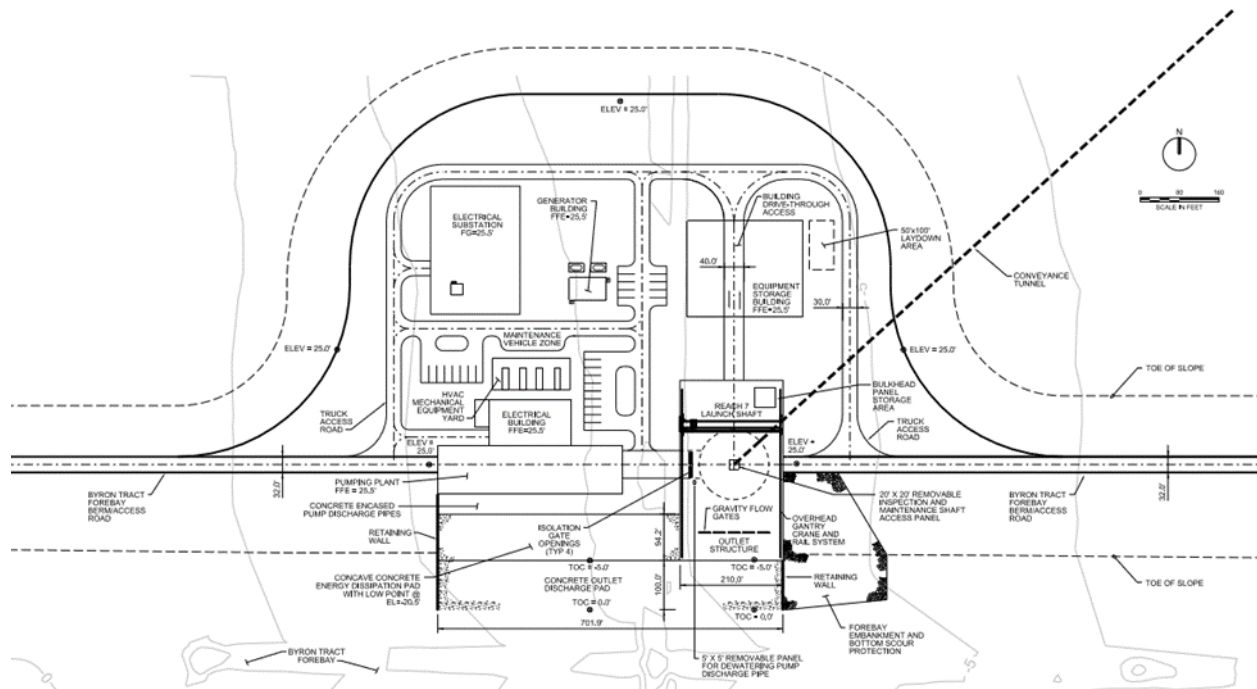 ELEV = 25.0'
N
0 80 160
SCALE IN FEET
ELECTRICAL
SUBSTATION
FG=25.5'
GENERATOR
BUILDING
FFE=25.5'
BUILDING
DRIVE-THROUGH
ACCESS
50'x100'
LAYDOWN
AREA
CONVEYANCE
TUNNEL
40.0'
EQUIPMENT
STORAGE
BUILDING
FFE=25.5'
30.0'
MAINTENANCE
VEHICLE ZONE
ELEV = 25.0'
ELEV = 25.0'
TOE OF SLOPE
HVAC
MECHANICAL
EQUIPMENT
YARD
REACH 7
LAUNCH SHAFT
BULKHEAD
PANEL
STORAGE
AREA
TRUCK
ACCESS
ROAD
ELECTRICAL
BUILDING
FFE=25.5'
TRUCK
ACCESS
ROAD
ELEV =
25.0'
ELEV =
25.0'
PUMPING PLANT
FFE = 25.5'
32.0'
BYRON TRACT
FOREBAY
BERM/ACCESS
ROAD
CONCRETE ENCASED
PUMP DISCHARGE PIPES
20' X 20' REMOVABLE
INSPECTION AND
MAINTENANCE SHAFT
ACCESS PANEL
BYRON TRACT
FOREBAY
BERM/ACCESS
ROAD
32.0'
RETAINING
WALL
ISOLATION
GATE
OPENINGS
(TYP 4)
94.2'
GRAVITY FLOW
GATES
OUTLET
STRUCTURE
OVERHEAD
GANTRY
CRANE AND
RAIL SYSTEM
TOE OF SLOPE
CONCAVE CONCRETE
ENERGY DISSIPATION PAD
WITH LOW POINT @
EL=-20.5'
TOC = -5.0'
TOC = -5.0'
CONCRETE OUTLET
DISCHARGE PAD
100.0'
210.0'
RETAINING
WALL
TOC = 0.0'
TOC = 0.0'
701.9'
FOREBAY
EMBANKMENT AND
BOTTOM SCOUR
PROTECTION
BYRON TRACT
FOREBAY
5' X 5' REMOVABLE PANEL
FOR DEWATERING PUMP
DISCHARGE PIPE
-5